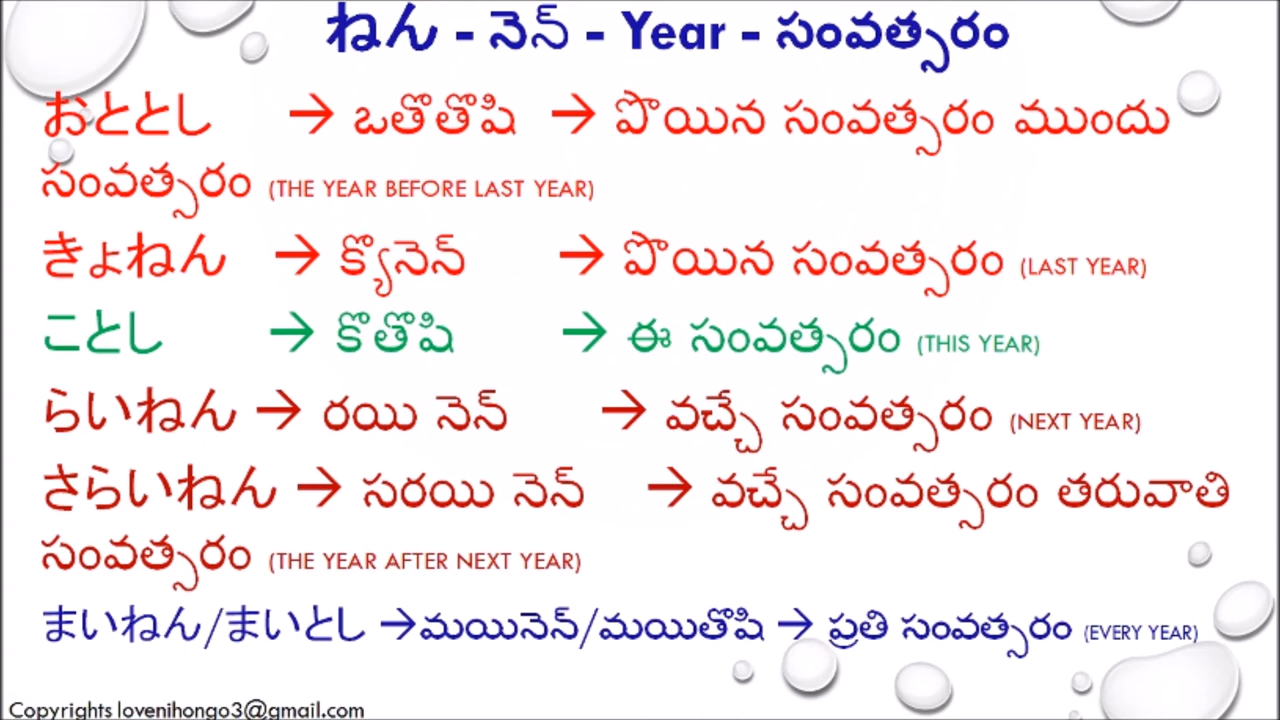 ねん - నెన్ - Year - సంవత్సరం
おととし → ఒతొతొషి → పొయిన సంవత్సరం ముందు
సంవత్సరం (THE YEAR BEFORE LAST YEAR)
きょねん → క్యొనెన్ → పొయిన సంవత్సరం (LAST YEAR)
ことし → కొతొషి → ఈ సంవత్సరం (THIS YEAR)
らいねん → రయి నెన్ → వచ్చే సంవత్సరం (NEXT YEAR)
さらいねん → సరయి నెన్ → వచ్చే సంవత్సరం తరువాతి
సంవత్సరం (THE YEAR AFTER NEXT YEAR)
まいねん/まいとし →మయినెన్/మయితొషి → ప్రతి సంవత్సరం (EVERY YEAR)
Copyrights lovenihongo3@gmail.com